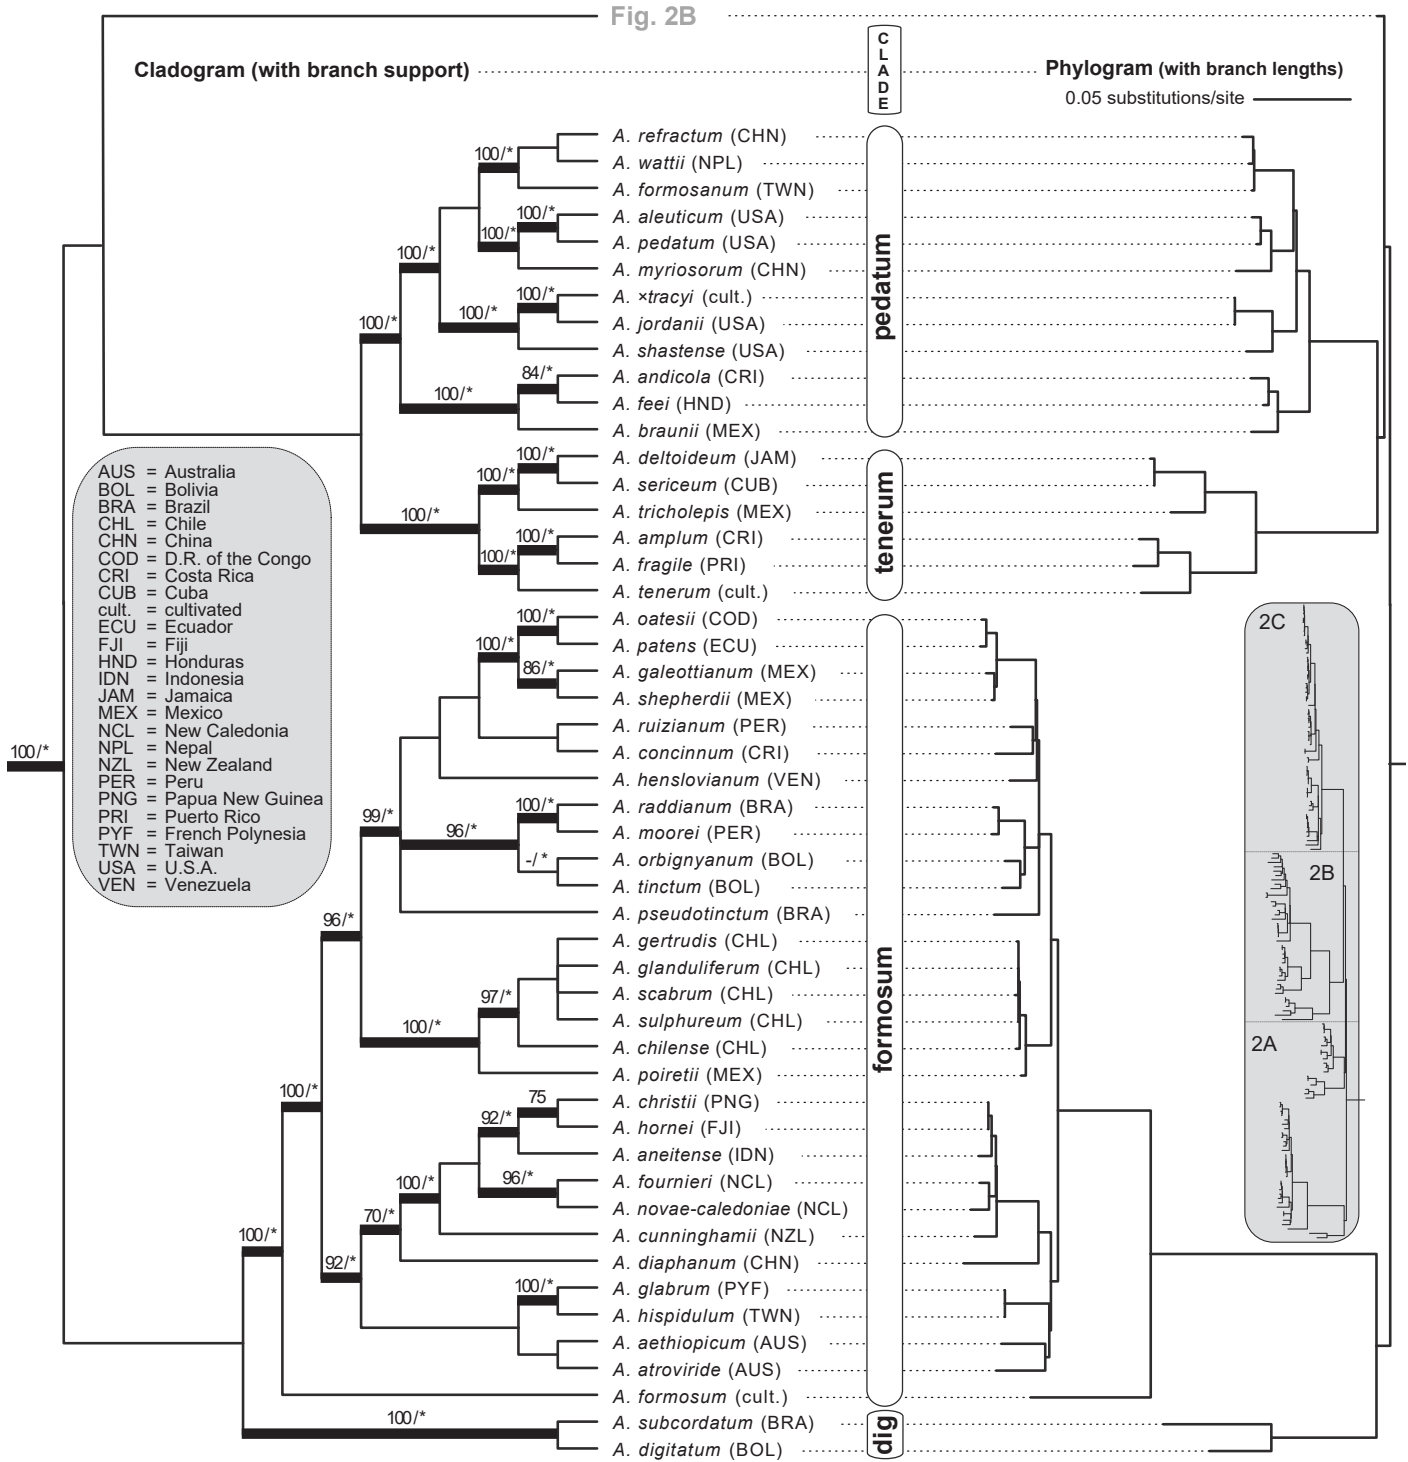 Fig. 2B
CLADE
Cladogram (with branch support)
Phylogram (with branch lengths)
0.05 substitutions/site
A. refractum (CHN)
100/*
A. wattii (NPL)
A. formosanum (TWN)
100/*
A. aleuticum (USA)
100/*
A. pedatum (USA)
100/*
A. myriosorum (CHN)
100/*
A. ×tracyi (cult.)
100/*
A. jordanii (USA)
100/*
A. shastense (USA)
84/*
A. andicola (CRI)
100/*
A. feei (HND)
A. braunii (MEX)
pedatum
100/*
A. deltoideum (JAM)
100/*
A. sericeum (CUB)
100/*
A. tricholepis (MEX)
100/*
A. amplum (CRI)
100/*
A. fragile (PRI)
A. tenerum (cult.)
tenerum
AUS = Australia
BOL = Bolivia
BRA = Brazil
CHL = Chile
CHN = China
COD = D.R. of the Congo
CRI = Costa Rica
CUB = Cuba
cult. = cultivated
ECU = Ecuador
FJI = Fiji
HND = Honduras
IDN = Indonesia
JAM = Jamaica
MEX = Mexico
NCL = New Caledonia
NPL = Nepal
NZL = New Zealand
PER = Peru
PNG = Papua New Guinea
PRI = Puerto Rico
PYF = French Polynesia
TWN = Taiwan
USA = U.S.A.
VEN = Venezuela
100/*
100/*
A. oatesii (COD)
100/*
A. patens (ECU)
86/*
A. galeottianum (MEX)
A. shepherdii (MEX)
A. ruizianum (PER)
A. concinnum (CRI)
A. henslovianum (VEN)
100/*
A. raddianum (BRA)
99/*
96/*
A. moorei (PER)
-/*
A. orbignyanum (BOL)
A. tinctum (BOL)
A. pseudotinctum (BRA)
96/*
A. gertrudis (CHL)
A. glanduliferum (CHL)
97/*
A. scabrum (CHL)
A. sulphureum (CHL)
100/*
A. chilense (CHL)
A. poiretii (MEX)
100/*
75
A. christii (PNG)
92/*
A. hornei (FJI)
A. aneitense (IDN)
96/*
A. fournieri (NCL)
100/*
A. novae-caledoniae (NCL)
70/*
A. cunninghamii (NZL)
100/*
92/*
A. diaphanum (CHN)
100/*
A. glabrum (PYF)
A. hispidulum (TWN)
A. aethiopicum (AUS)
A. atroviride (AUS)
A. formosum (cult.)
formosum
100/*
A. subcordatum (BRA)
A. digitatum (BOL)
dig
2C
2B
2A